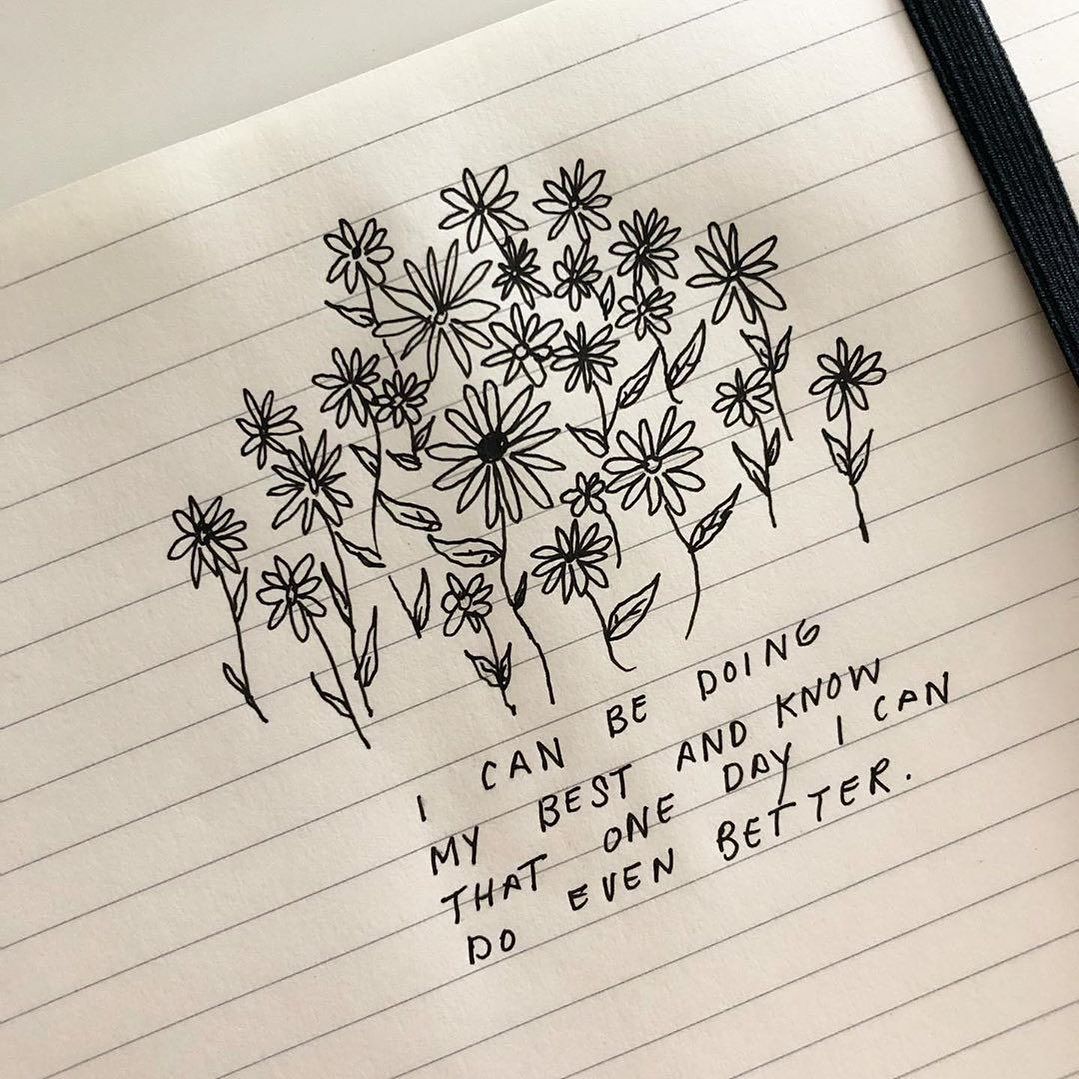 I CAN BE DOING
MY BEST AND KNOW
THAT ONE DAY I CAN
DO EVEN BETTER.